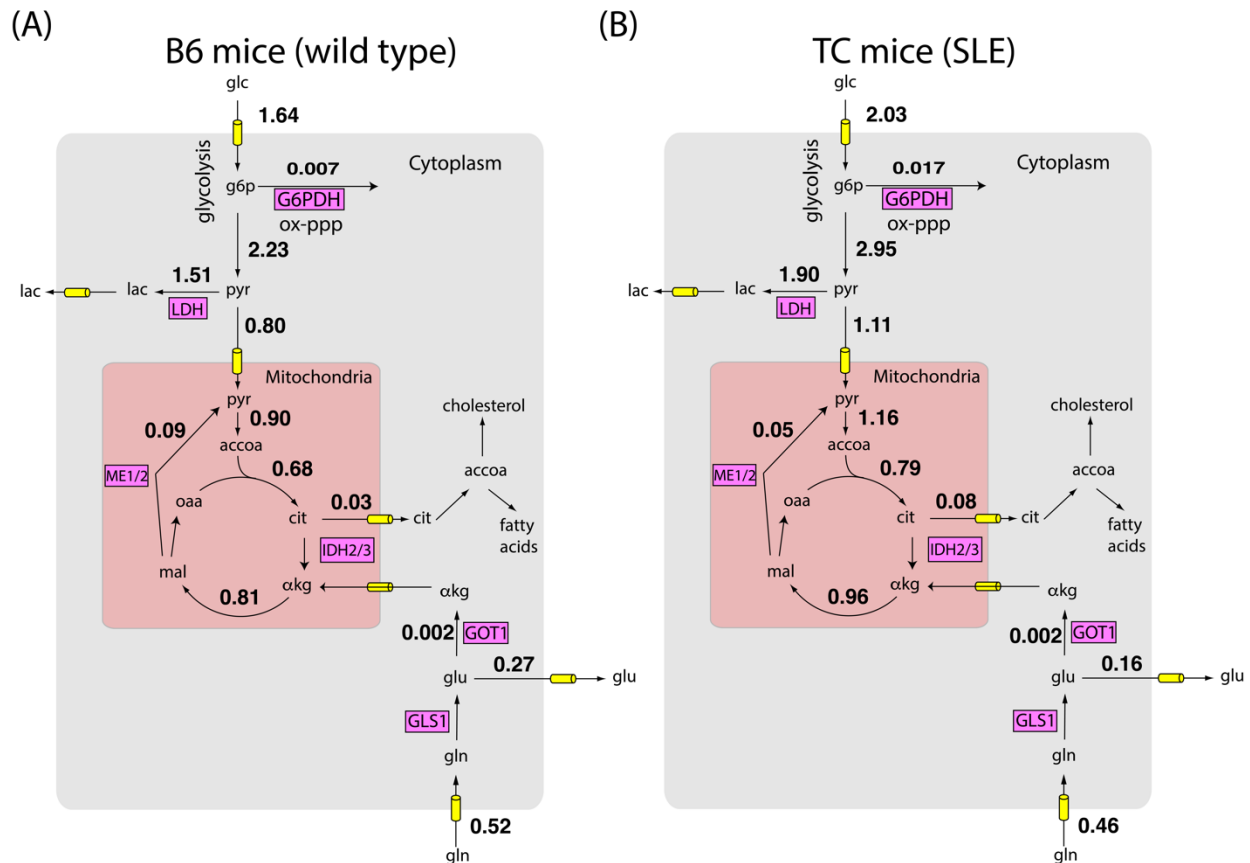 (A)
B6 mice (wild type)
glc
1.64
Cytoplasm
glycolysis
0.007
g6p
G6PDH
ox-ppp
2.23
1.51
lac
lac
pyr
LDH
0.80
Mitochondria
pyr
0.09
0.90
cholesterol
accoa
ME1/2
0.68
accoa
oaa
0.03
cit
cit
fatty
acids
IDH2/3
mal
αkg
αkg
0.81
0.002
GOT1
0.27
glu
glu
GLS1
gln
0.52
gln
(B)
TC mice (SLE)
glc
2.03
Cytoplasm
glycolysis
0.017
g6p
G6PDH
ox-ppp
2.95
1.90
lac
lac
pyr
LDH
1.11
Mitochondria
pyr
0.05
1.16
cholesterol
accoa
ME1/2
0.79
accoa
oaa
0.08
cit
cit
fatty
acids
IDH2/3
mal
αkg
αkg
0.96
0.002
GOT1
0.16
glu
glu
GLS1
gln
0.46
gln